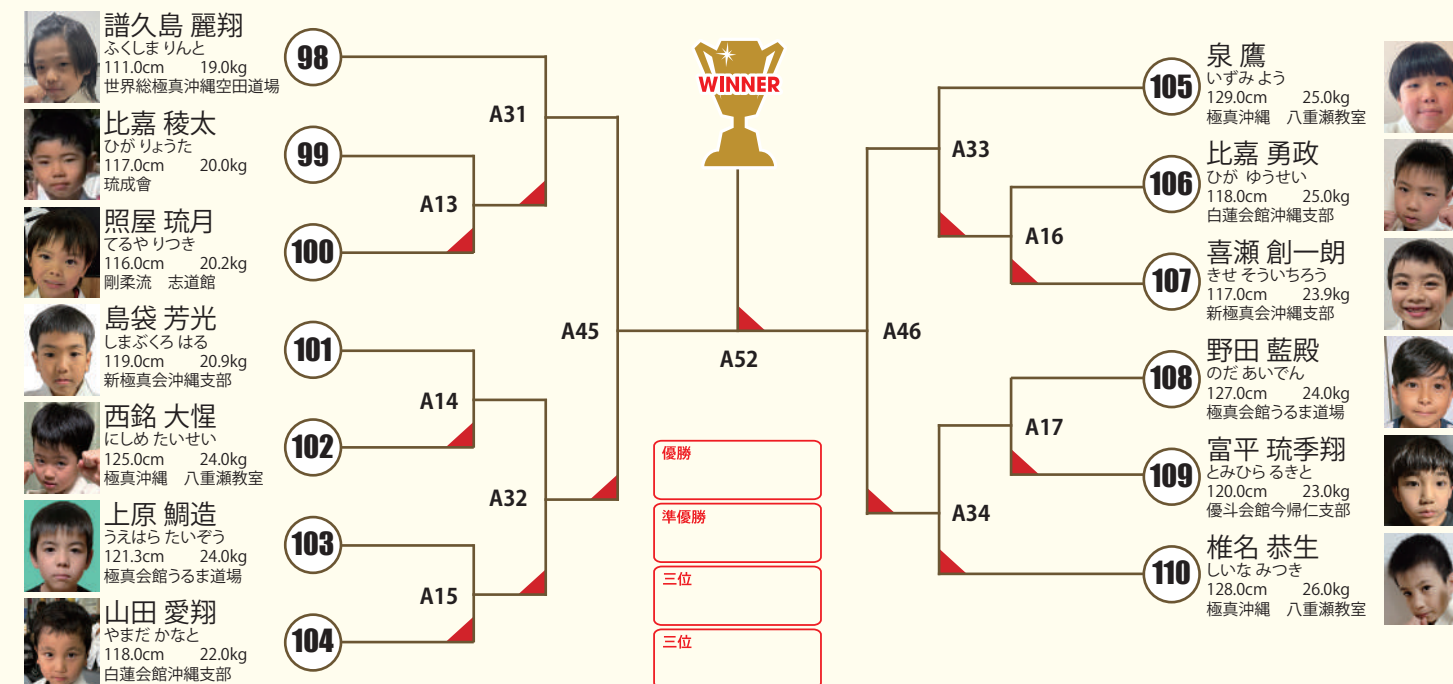 譜久島 麗翔
ふくしま りんと
111.0cm 19.0kg
世界総極真沖縄空田道場
98
比嘉 稜太
ひが りょうた
117.0cm 20.0kg
琉成會
99
照屋 琉月
てるや りつき
116.0cm 20.2kg
剛柔流 志道館
100
島袋 芳光
しまぶくろ はる
119.0cm 20.9kg
新極真会沖縄支部
101
西銘 大惺
にしめ たいせい
125.0cm 24.0kg
極真沖縄 八重瀬教室
102
上原 鯛造
うえはら たいぞう
121.3cm 24.0kg
極真会館うるま道場
103
山田 愛翔
やまだ かなと
118.0cm 22.0kg
白蓮会館沖縄支部
104
A31
A13
A14
A32
A15
A45
WINNER
A52
優勝
準優勝
三位
三位
A46
A33
A16
A17
A34
105
泉 鷹
いずみ よう
129.0cm 25.0kg
極真沖縄 八重瀬教室
106
比嘉 勇政
ひが ゆうせい
118.0cm 25.0kg
白蓮会館沖縄支部
107
喜瀬 創一朗
きせ そういちろう
117.0cm 23.9kg
新極真会沖縄支部
108
野田 藍殿
のだ あいでん
127.0cm 24.0kg
極真会館うるま道場
109
富平 琉季翔
とみひら るきと
120.0cm 23.0kg
優斗会館今帰仁支部
110
椎名 恭生
しいな みつき
128.0cm 26.0kg
極真沖縄 八重瀬教室